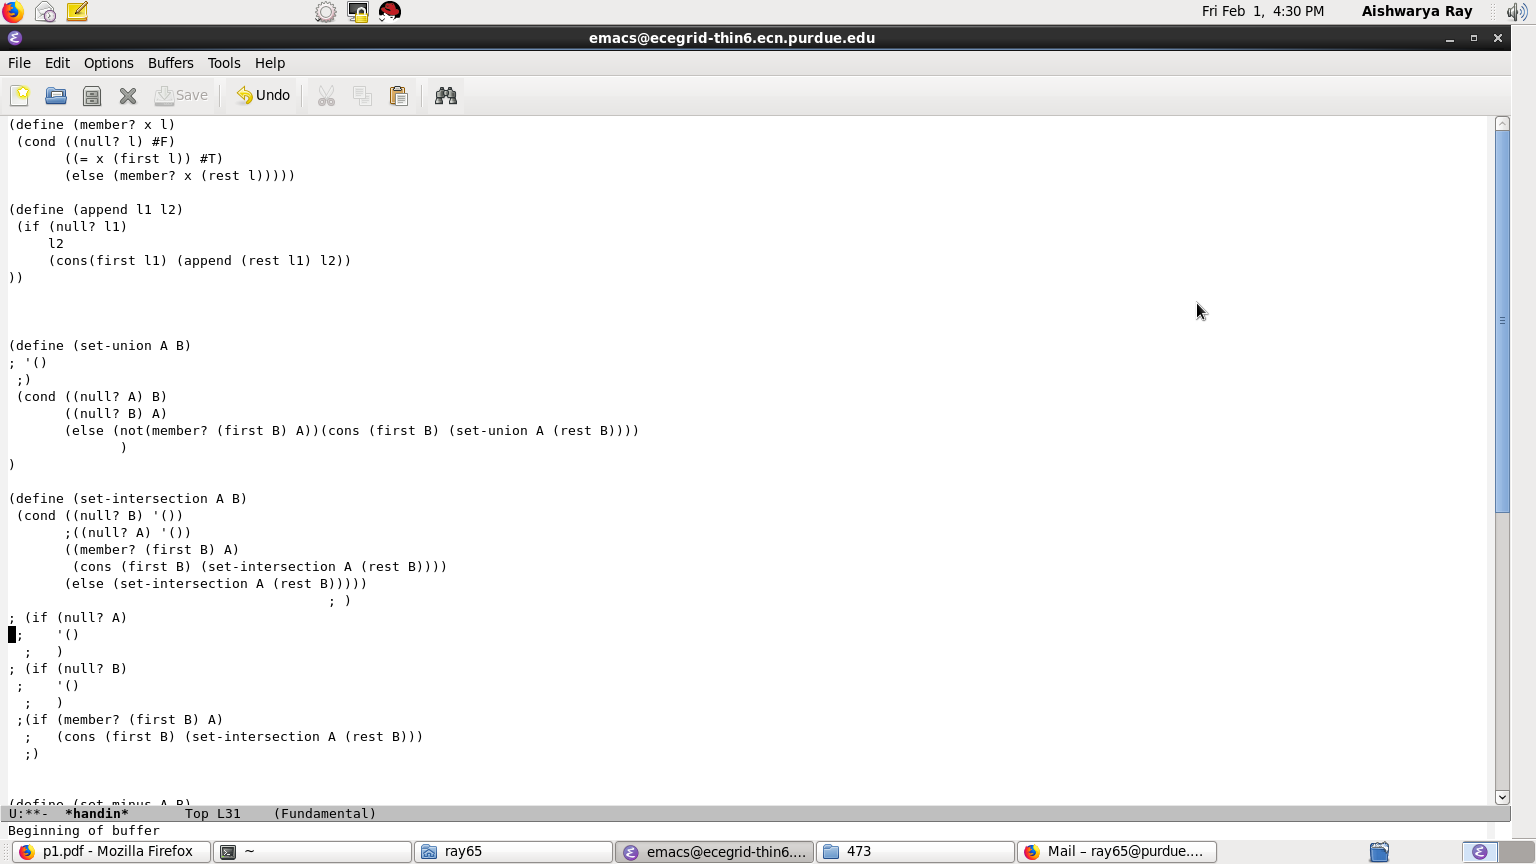 Fri Feb 1, 4:30 PM Aishwarya Ray
emacs@ecegrid-thin6.ecn.purdue.edu
File Edit Options Buffers Tools Help
Save Undo
(define (member? x l)
 (cond ((null? l) #F)
       ((= x (first l)) #T)
       (else (member? x (rest l)))))
(define (append l1 l2)
 (if (null? l1)
     l2
     (cons(first l1) (append (rest l1) l2))
))
(define (set-union A B)
; '()
 ;)
 (cond ((null? A) B)
       ((null? B) A)
       (else (not(member? (first B) A))(cons (first B) (set-union A (rest B))))
              )
)
(define (set-intersection A B)
 (cond ((null? B) '())
       ;((null? A) '())
       ((member? (first B) A)
        (cons (first B) (set-intersection A (rest B))))
       (else (set-intersection A (rest B)))))
                                        ; )
; (if (null? A)
 ;    '()
  ;   )
; (if (null? B)
 ;    '()
  ;   )
 ;(if (member? (first B) A)
  ;   (cons (first B) (set-intersection A (rest B)))
  ;)
(define (set-minus A B)
U:**-  *handin*       Top L31    (Fundamental)
Beginning of buffer
p1.pdf - Mozilla Firefox ~ ray65 emacs@ecegrid-thin6.... 473 Mail – ray65@purdue....